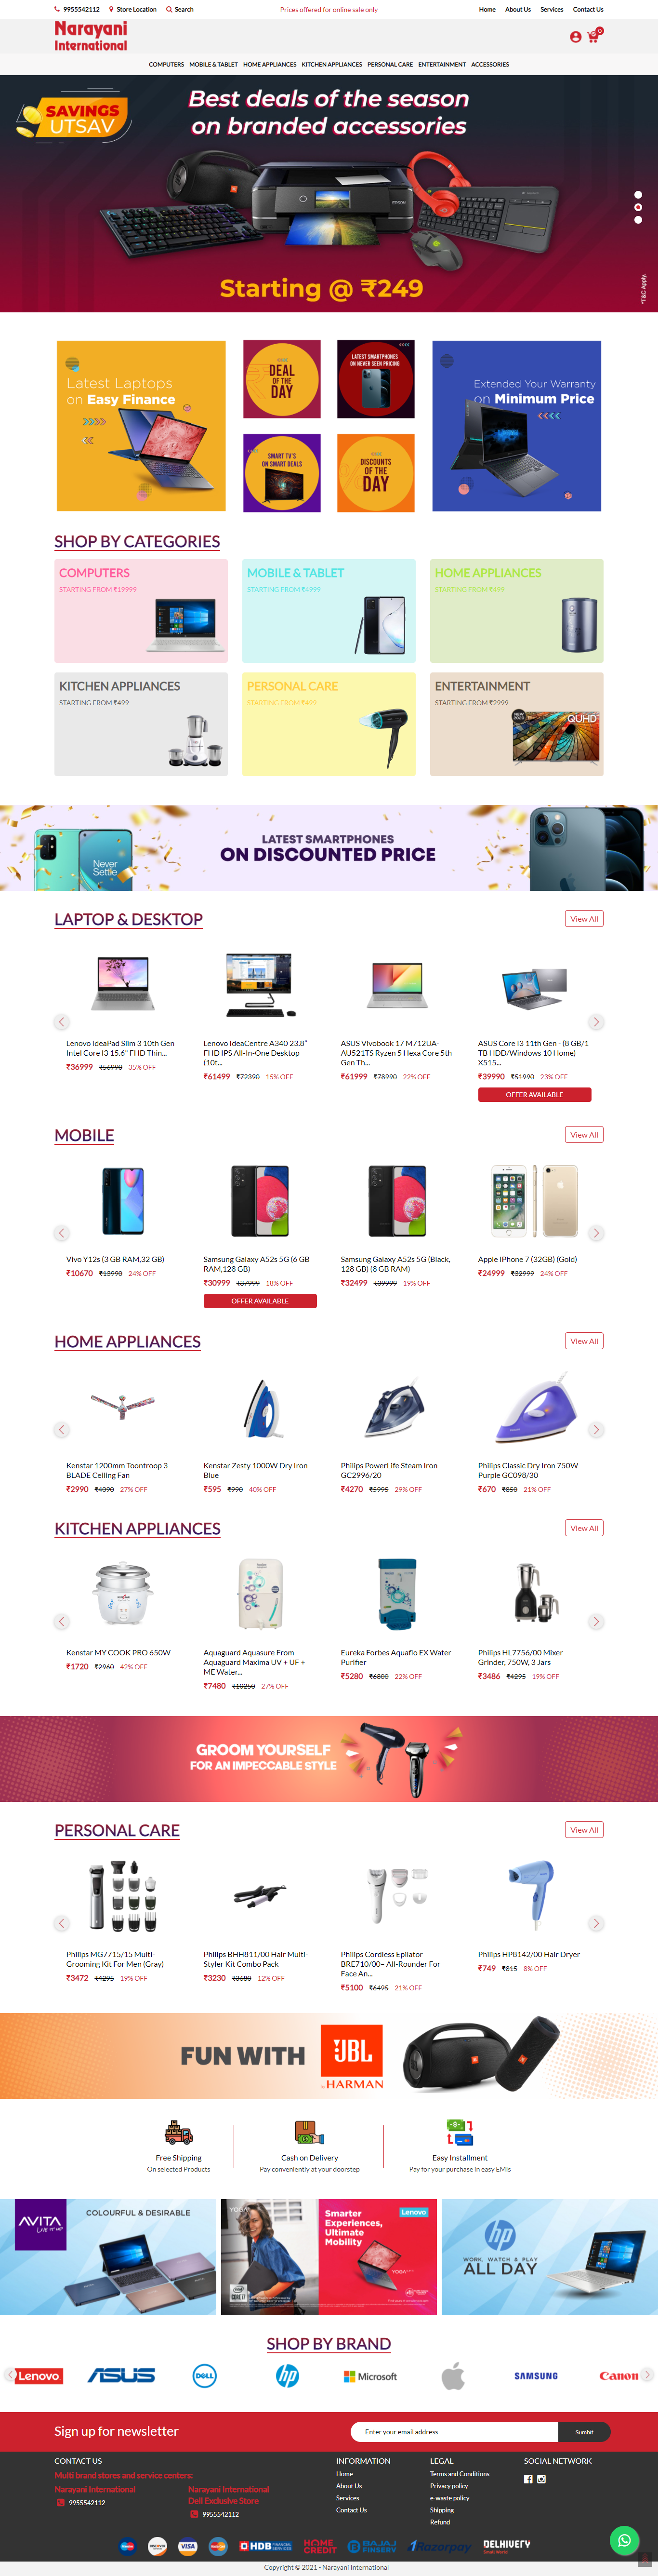 9955542112 Store Location Search Prices offered for online sale only Home About Us Services Contact Us
Narayani
International
0
COMPUTERS MOBILE & TABLET HOME APPLIANCES KITCHEN APPLIANCES PERSONAL CARE ENTERTAINMENT ACCESSORIES
SAVINGS
UTSAV
Best deals of the season
on branded accessories
EPSON
Starting @ ₹249
*T&C Apply.
Latest Laptops
on Easy Finance
DEAL
OF THE
DAY
LATEST SMARTPHONES
ON NEVER SEEN PRICING
SMART TV'S
ON SMART DEALS
DISCOUNTS
OF THE
DAY
Extended Your Warranty
on Minimum Price
SHOP BY CATEGORIES
COMPUTERS
STARTING FROM ₹19999
MOBILE & TABLET
STARTING FROM ₹4999
HOME APPLIANCES
STARTING FROM ₹499
KITCHEN APPLIANCES
STARTING FROM ₹499
PERSONAL CARE
STARTING FROM ₹499
ENTERTAINMENT
STARTING FROM ₹2999
QUHD
Never
Settle
LATEST SMARTPHONES
ON DISCOUNTED PRICE
LAPTOP & DESKTOP
View All
Lenovo IdeaPad Slim 3 10th Gen
Intel Core I3 15.6" FHD Thin...
₹36999 ₹56990 35% OFF
Lenovo IdeaCentre A340 23.8"
FHD IPS All-In-One Desktop
(10t...
₹61499 ₹72390 15% OFF
ASUS Vivobook 17 M712UA-
AU521TS Ryzen 5 Hexa Core 5th
Gen Th...
₹61999 ₹78990 22% OFF
ASUS Core I3 11th Gen - (8 GB/1
TB HDD/Windows 10 Home)
X515...
₹39990 ₹51990 23% OFF
OFFER AVAILABLE
MOBILE
View All
Vivo Y12s (3 GB RAM,32 GB)
₹10670 ₹13990 24% OFF
Samsung Galaxy A52s 5G (6 GB
RAM,128 GB)
₹30999 ₹37999 18% OFF
OFFER AVAILABLE
Samsung Galaxy A52s 5G (Black,
128 GB) (8 GB RAM)
₹32499 ₹39999 19% OFF
Apple IPhone 7 (32GB) (Gold)
₹24999 ₹32999 24% OFF
HOME APPLIANCES
View All
Kenstar 1200mm Toontroop 3
BLADE Ceiling Fan
₹2990 ₹4090 27% OFF
Kenstar Zesty 1000W Dry Iron
Blue
₹595 ₹990 40% OFF
Philips PowerLife Steam Iron
GC2996/20
₹4270 ₹5995 29% OFF
Philips Classic Dry Iron 750W
Purple GC098/30
₹670 ₹850 21% OFF
KITCHEN APPLIANCES
View All
Kenstar MY COOK PRO 650W
₹1720 ₹2960 42% OFF
Aquaguard Aquasure From
Aquaguard Maxima UV + UF +
ME Water...
₹7480 ₹10250 27% OFF
Eureka Forbes Aquaflo EX Water
Purifier
₹5280 ₹6800 22% OFF
Philips HL7756/00 Mixer
Grinder, 750W, 3 Jars
₹3486 ₹4295 19% OFF
GROOM YOURSELF
FOR AN IMPECCABLE STYLE
PERSONAL CARE
View All
Philips MG7715/15 Multi-
Grooming Kit For Men (Gray)
₹3472 ₹4295 19% OFF
Philips BHH811/00 Hair Multi-
Styler Kit Combo Pack
₹3230 ₹3680 12% OFF
Philips Cordless Epilator
BRE710/00– All-Rounder For
Face An...
₹5100 ₹6495 21% OFF
Philips HP8142/00 Hair Dryer
₹749 ₹815 8% OFF
FUN WITH JBL
by HARMAN
Free Shipping
On selected Products
Cash on Delivery
Pay conveniently at your doorstep
Easy Installment
Pay for your purchase in easy EMIs
AVITA
COLOURFUL & DESIRABLE
YOGA
Smarter
Experiences,
Ultimate
Mobility
Lenovo
YOGA
hp
WORK, WATCH & PLAY
ALL DAY
SHOP BY BRAND
Lenovo ASUS DELL hp Microsoft SAMSUNG Canon
Sign up for newsletter
Enter your email address
Sumbit
CONTACT US
Multi brand stores and service centers:
Narayani International
9955542112
Narayani International
Dell Exclusive Store
9955542112
INFORMATION
Home
About Us
Services
Contact Us
LEGAL
Terms and Conditions
Privacy policy
e-waste policy
Shipping
Refund
SOCIAL NETWORK
VISA HDB FINANCIAL SERVICES HOME CREDIT BAJAJ FINSERV Razorpay DELHIVERY
Small World
Copyright © 2021 - Narayani International